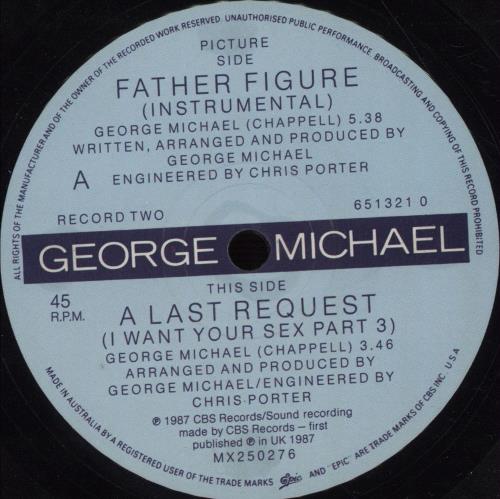 ALL RIGHTS OF THE MANUFACTURER AND OF THE OWNER OF THE RECORDED WORK RESERVED. UNAUTHORISED PUBLIC PERFORMANCE, BROADCASTING AND COPYING OF THIS RECORD PROHIBITED
PICTURE
SIDE
FATHER FIGURE
(INSTRUMENTAL)
GEORGE MICHAEL (CHAPPELL) 5.38
WRITTEN, ARRANGED AND PRODUCED BY
GEORGE MICHAEL
A
ENGINEERED BY CHRIS PORTER
RECORD TWO
651321 0
GEORGE MICHAEL
THIS SIDE
45
R.P.M.
A LAST REQUEST
(I WANT YOUR SEX PART 3)
GEORGE MICHAEL (CHAPPELL) 3.46
ARRANGED AND PRODUCED BY
GEORGE MICHAEL/ENGINEERED BY
CHRIS PORTER
℗ 1987 CBS Records/Sound recording
made by CBS Records – first
published ℗ in UK 1987
MX250276
MADE IN AUSTRALIA BY A REGISTERED USER OF THE TRADE MARKS Epic AND "EPIC" ARE TRADE MARKS OF CBS INC. U.S.A